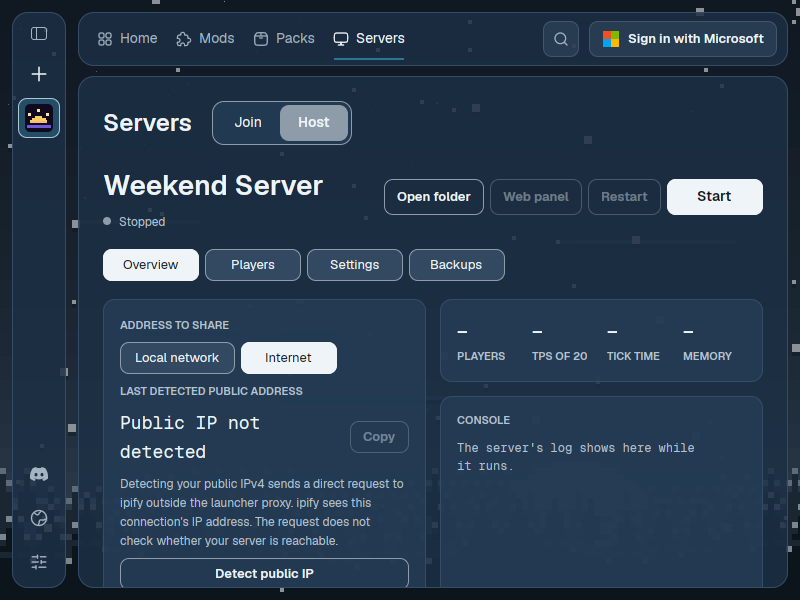 Home
Mods
Packs
Servers
Sign in with Microsoft
Servers
Join
Host
Weekend Server
Stopped
Open folder
Web panel
Restart
Start
Overview
Players
Settings
Backups
ADDRESS TO SHARE
Local network
Internet
LAST DETECTED PUBLIC ADDRESS
Public IP not
detected
Copy
Detecting your public IPv4 sends a direct request to
ipify outside the launcher proxy. ipify sees this
connection's IP address. The request does not
check whether your server is reachable.
Detect public IP
– – – –
PLAYERS TPS OF 20 TICK TIME MEMORY
CONSOLE
The server's log shows here while
it runs.